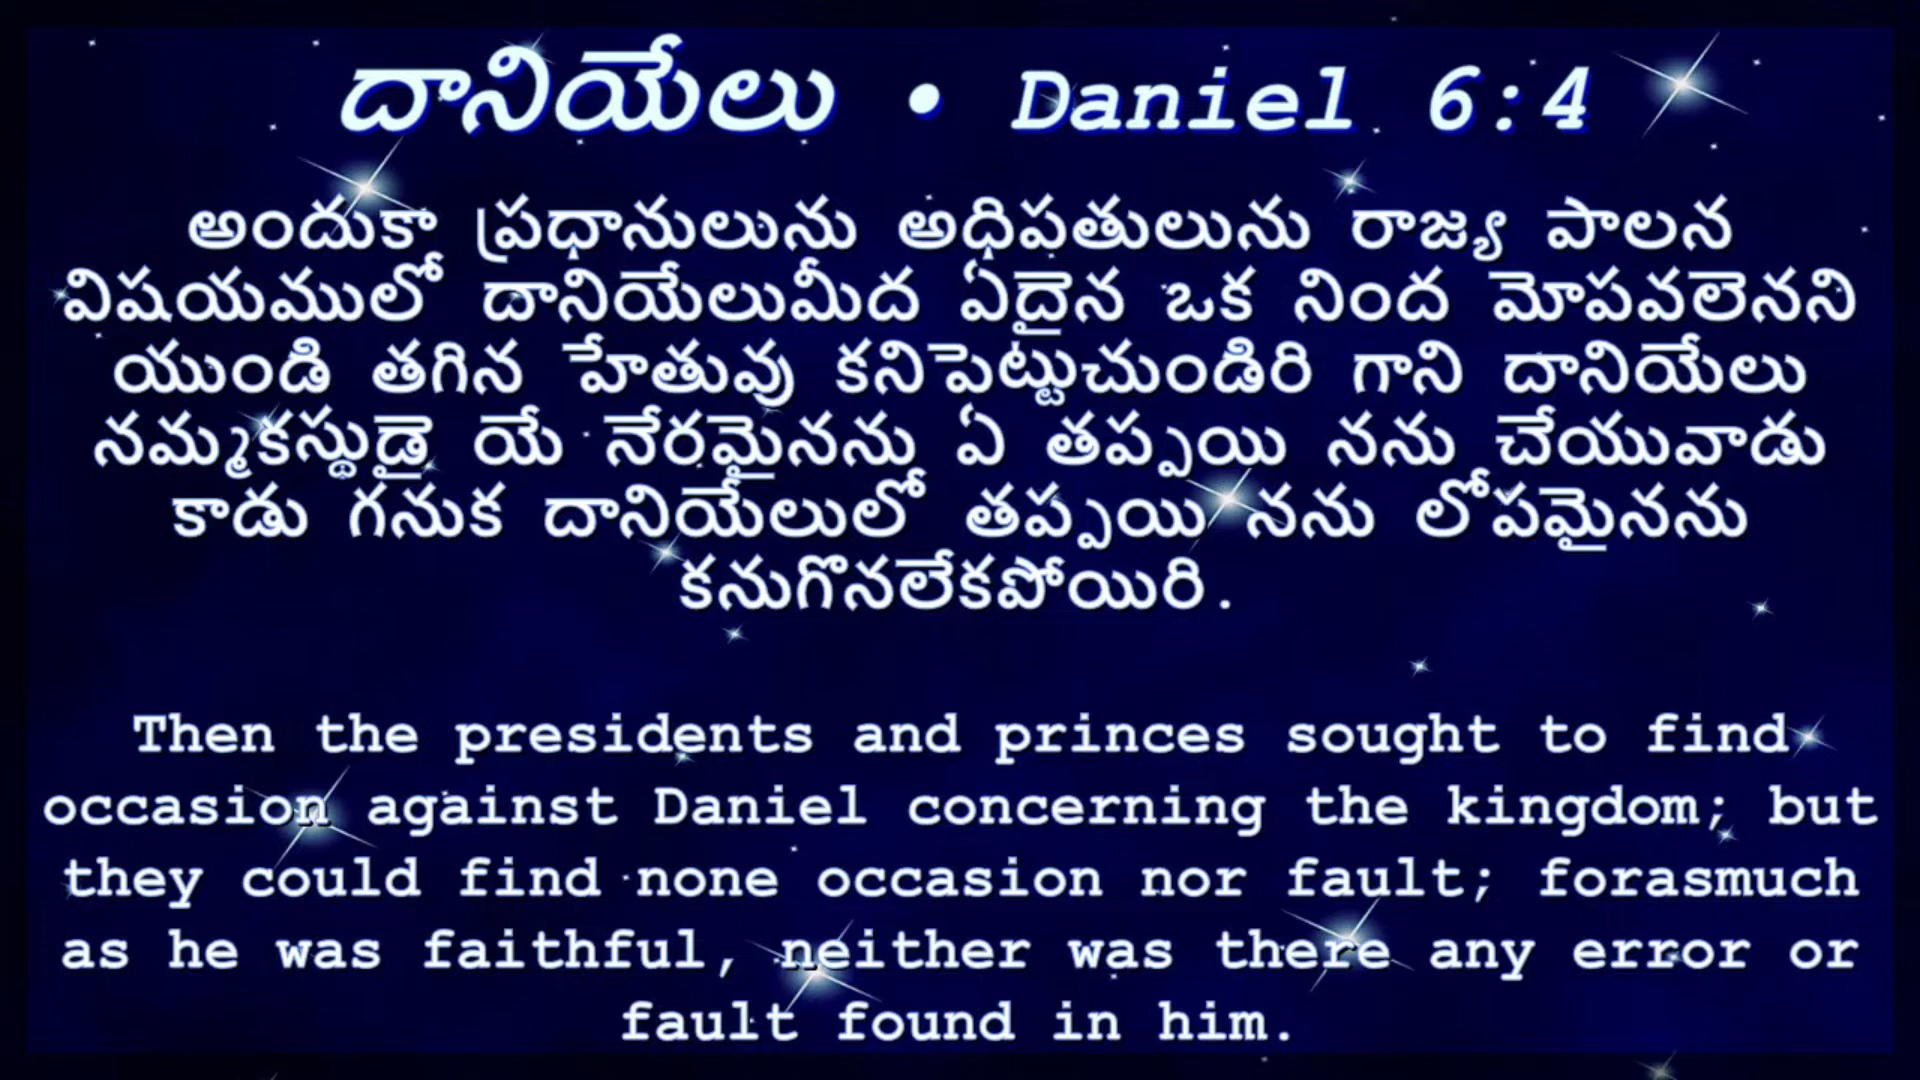 దానియేలు • Daniel 6:4
అందుకా ప్రధానులును అధిపతులును రాజ్య పాలన
విషయములో దానియేలుమీద ఏదైన ఒక నింద మోపవలెనని
యుండి తగిన హేతువు కనిపెట్టుచుండిరి గాని దానియేలు
నమ్మకస్థుడై యే నేరమైనను ఏ తప్పయి నను చేయువాడు
కాడు గనుక దానియేలులో తప్పయి నను లోపమైనను
కనుగొనలేకపోయిరి.
Then the presidents and princes sought to find
occasion against Daniel concerning the kingdom; but
they could find none occasion nor fault; forasmuch
as he was faithful, neither was there any error or
fault found in him.